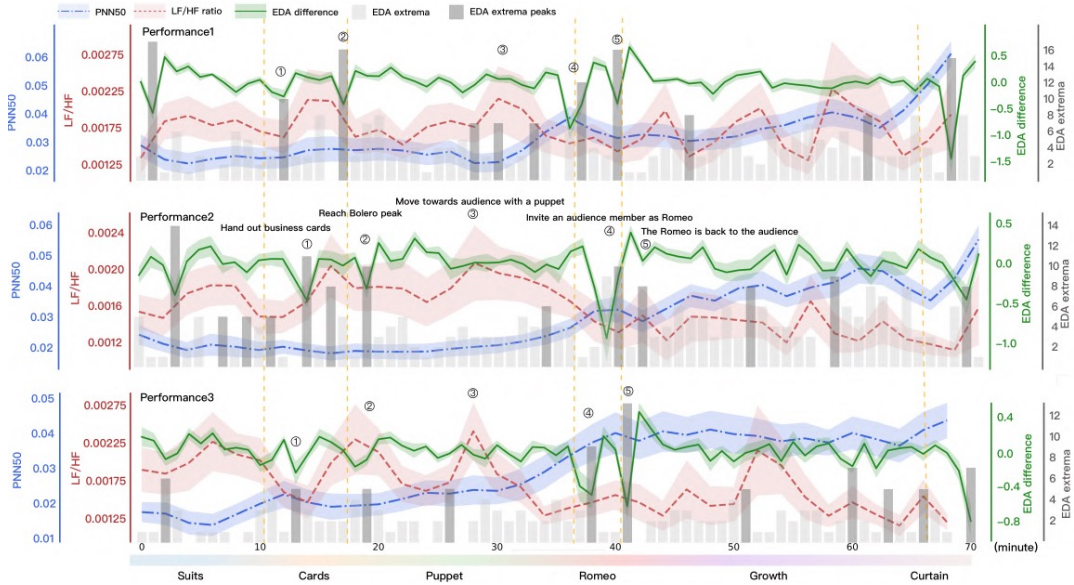 PNN50 LF/HF ratio EDA difference EDA extrema EDA extrema peaks
Performance1
① ② ③ ④ ⑤
PNN50
0.06
0.05
0.04
0.03
0.02
LF/HF
0.00275
0.00225
0.00175
0.00125
EDA difference
0.5
0.0
−0.5
−1.0
−1.5
EDA extrema
16
14
12
10
8
6
4
2
Performance2
Move towards audience with a puppet
Reach Bolero peak ③ Invite an audience member as Romeo
Hand out business cards The Romeo is back to the audience
① ② ④ ⑤
PNN50
0.06
0.05
0.04
0.03
0.02
LF/HF
0.0024
0.0020
0.0016
0.0012
EDA difference
0.5
0.0
−0.5
−1.0
EDA extrema
14
12
10
8
6
4
2
Performance3
① ② ③ ④ ⑤
PNN50
0.05
0.04
0.03
0.02
0.01
LF/HF
0.00275
0.00225
0.00175
0.00125
EDA difference
0.4
0.0
−0.4
−0.8
EDA extrema
12
10
8
6
4
2
0 10 20 30 40 50 60 70 (minute)
Suits Cards Puppet Romeo Growth Curtain